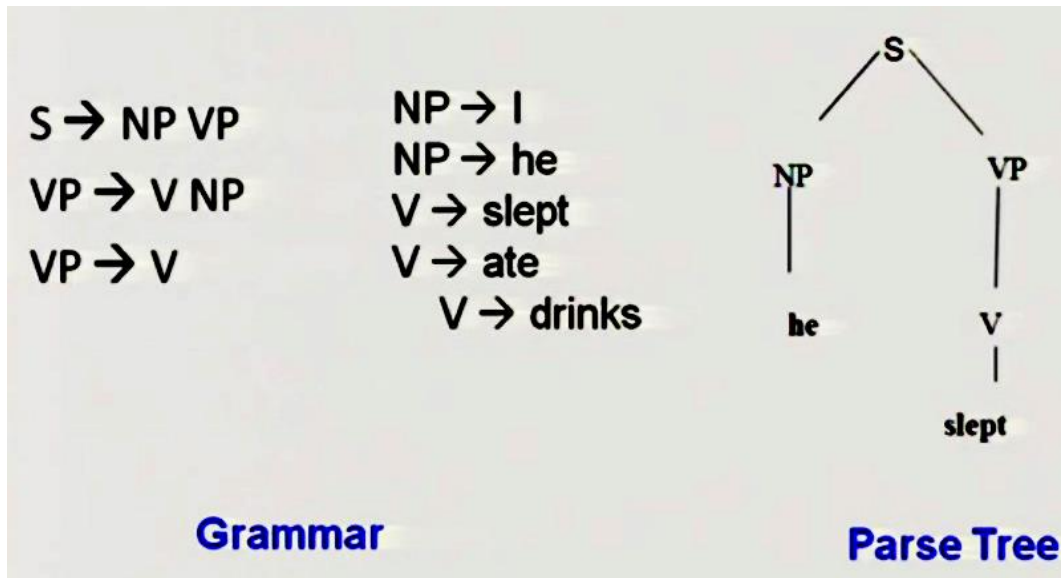 S → NP VP
VP → V NP
VP → V
NP → I
NP → he
V → slept
V → ate
V → drinks
Grammar
S
NP VP
he V
slept
Parse Tree